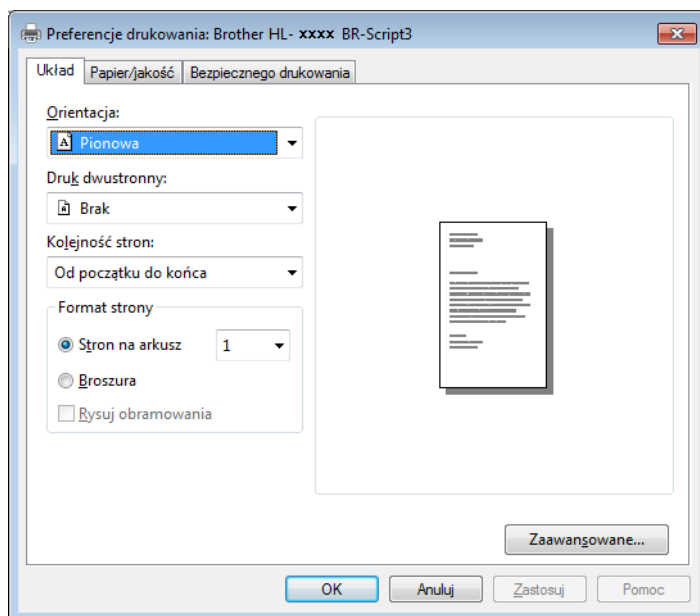 Preferencje drukowania: Brother HL- xxxx BR-Script3
Układ Papier/jakość Bezpiecznego drukowania
Orientacja:
Pionowa
Druk dwustronny:
Brak
Kolejność stron:
Od początku do końca
Format strony
Stron na arkusz 1
Broszura
Rysuj obramowania
Zaawansowane...
OK Anuluj Zastosuj Pomoc